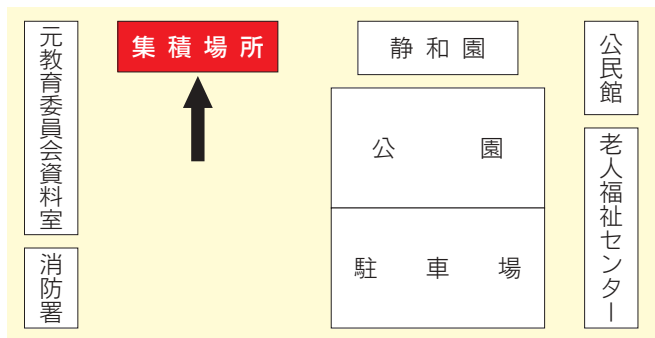 元教育委員会資料室
集積場所
静和園
公民館
公園
老人福祉センター
駐車場
消防署